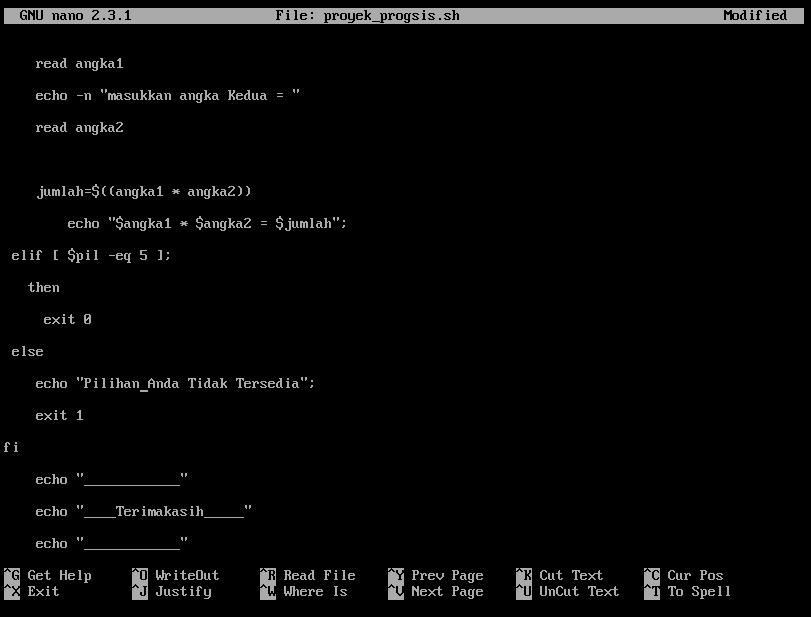 GNU nano 2.3.1 File: proyek_progsis.sh Modified
read angka1
echo -n "masukkan angka Kedua = "
read angka2
jumlah=$((angka1 * angka2))
echo "$angka1 * $angka2 = $jumlah";
elif [ $pil -eq 5 ];
then
exit 0
else
echo "Pilihan_Anda Tidak Tersedia";
exit 1
fi
echo "____________"
echo "____Terimakasih_____"
echo "____________"
^G Get Help ^O WriteOut ^R Read File ^Y Prev Page ^K Cut Text ^C Cur Pos
^X Exit ^J Justify ^W Where Is ^V Next Page ^U UnCut Text ^T To Spell